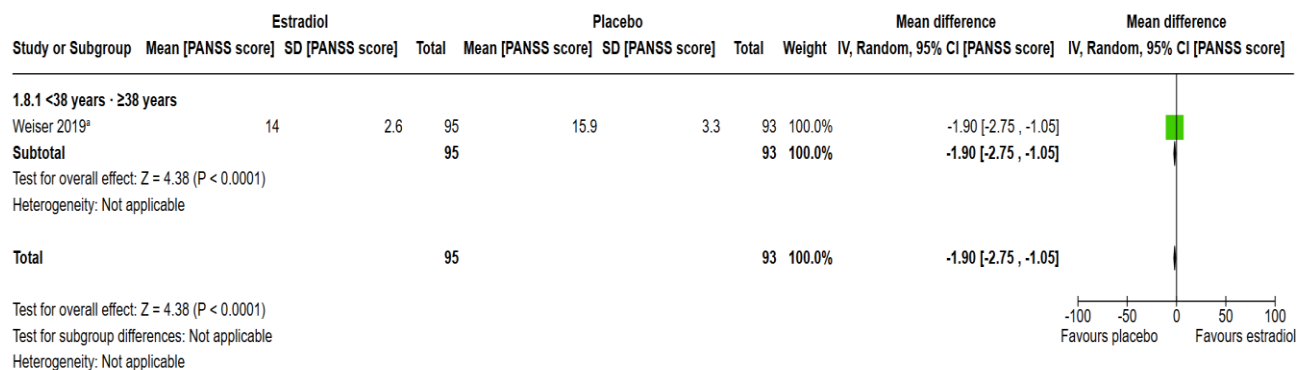 Estradiol Placebo Mean difference Mean difference
Study or Subgroup Mean [PANSS score] SD [PANSS score] Total Mean [PANSS score] SD [PANSS score] Total Weight IV, Random, 95% CI [PANSS score] IV, Random, 95% CI [PANSS score]
1.8.1 <38 years · ≥38 years
Weiser 2019ª 14 2.6 95 15.9 3.3 93 100.0% -1.90 [-2.75 , -1.05]
Subtotal 95 93 100.0% -1.90 [-2.75 , -1.05]
Test for overall effect: Z = 4.38 (P < 0.0001)
Heterogeneity: Not applicable
Total 95 93 100.0% -1.90 [-2.75 , -1.05]
Test for overall effect: Z = 4.38 (P < 0.0001)
Test for subgroup differences: Not applicable
Heterogeneity: Not applicable
-100 -50 0 50 100
Favours placebo Favours estradiol